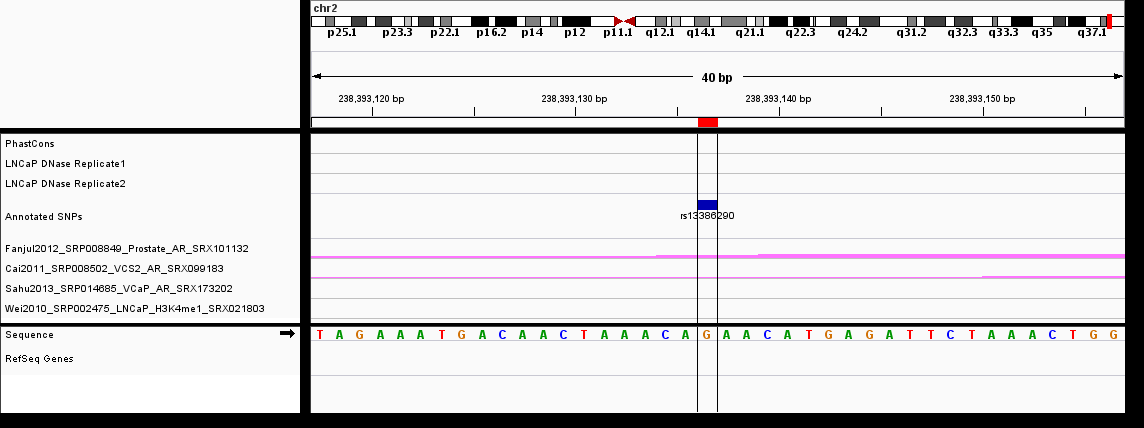 chr2
p25.1 p23.3 p22.1 p16.2 p14 p12 p11.1 q12.1 q14.1 q21.1 q22.3 q24.2 q31.2 q32.3 q33.3 q35 q37.1
40 bp
238,393,120 bp 238,393,130 bp 238,393,140 bp 238,393,150 bp
PhastCons
LNCaP DNase Replicate1
LNCaP DNase Replicate2
Annotated SNPs
rs13386290
Fanjul2012_SRP008849_Prostate_AR_SRX101132
Cai2011_SRP008502_VCS2_AR_SRX099183
Sahu2013_SRP014685_VCaP_AR_SRX173202
Wei2010_SRP002475_LNCaP_H3K4me1_SRX021803
Sequence T A G A A A T G A C A A C T A A A C A G A A C A T G A G A T T C T A A A C T G G
RefSeq Genes